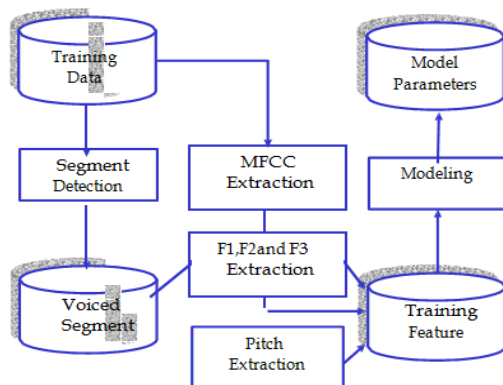 Training
Data
Model
Parameters
Segment
Detection
MFCC
Extraction
Modeling
F1,F2and F3
Extraction
Voiced
Segment
Training
Feature
Pitch
Extraction